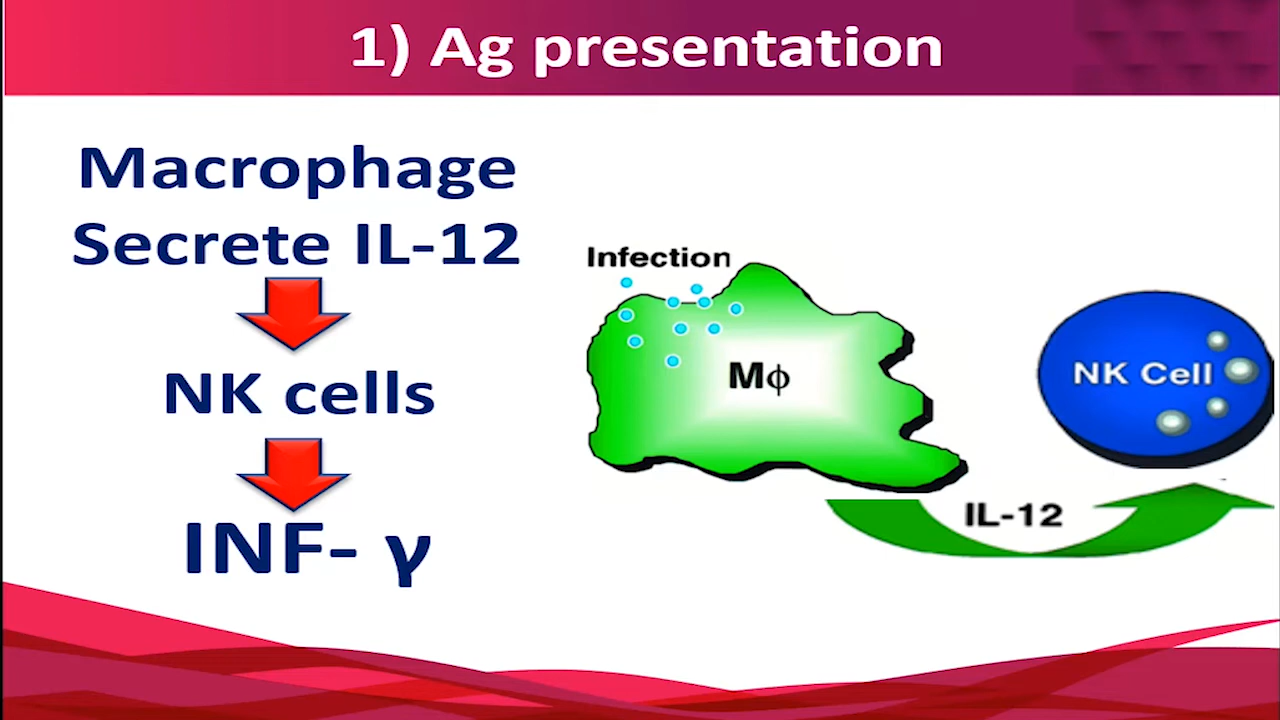 1) Ag presentation
Macrophage
Secrete IL-12
NK cells
INF- γ
Infection
Mϕ
NK Cell
IL-12